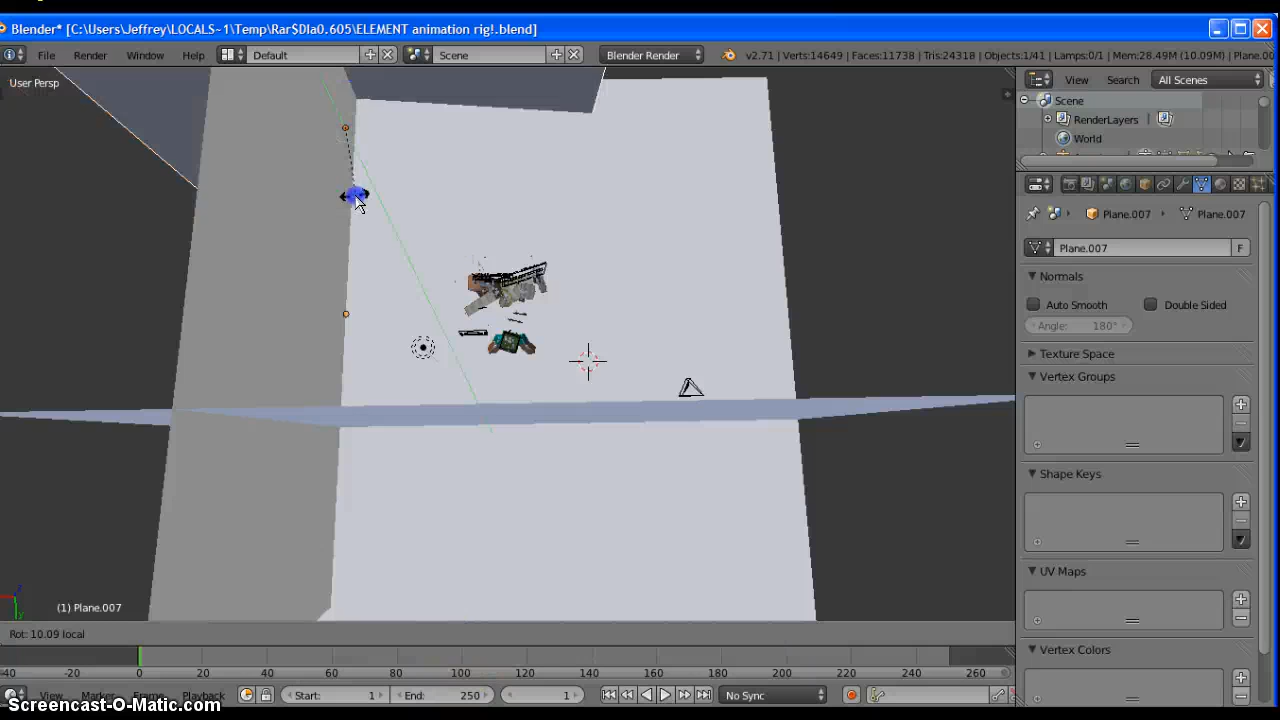 Blender* [C:\Users\Jeffrey\LOCALS~1\Temp\Rar$DIa0.605\ELEMENT animation rig!.blend]
File Render Window Help Default Scene Blender Render v2.71 | Verts:14649 | Faces:11738 | Tris:24318 | Objects:1/41 | Lamps:0/1 | Mem:28.49M (10.09M) | Plane.00
User Persp
View Search All Scenes
Scene
RenderLayers
World
Plane.007 Plane.007
Plane.007 F
Normals
Auto Smooth Double Sided
Angle: 180°
Texture Space
Vertex Groups
Shape Keys
UV Maps
Vertex Colors
z
y
(1) Plane.007
Rot: 10.09 local
-40 -20 0 20 40 60 80 100 120 140 160 180 200 220 240 260
View Marker Frame Playback Start: 1 End: 250 1 No Sync
Screencast-O-Matic.com